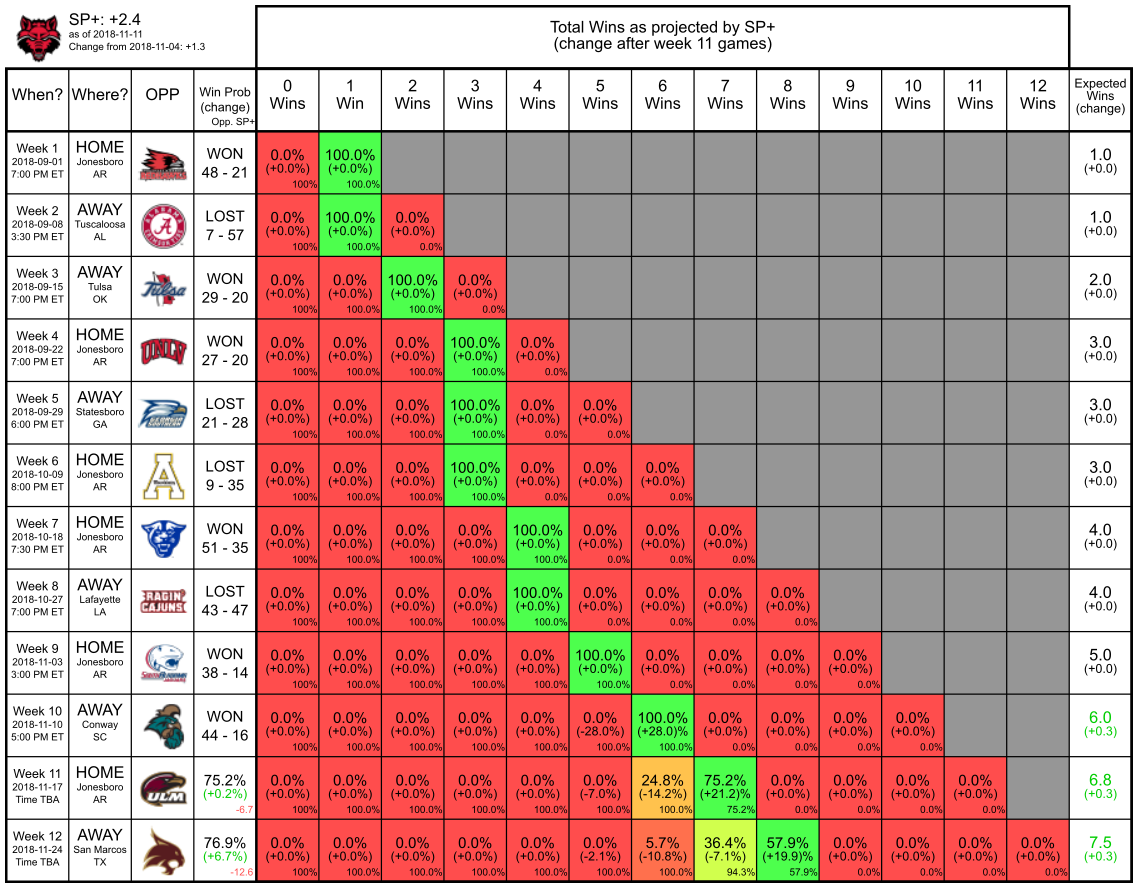 SP+: +2.4
as of 2018-11-11
Change from 2018-11-04: +1.3
Total Wins as projected by SP+
(change after week 11 games)
When? Where? OPP Win Prob (change) Opp. SP+ 0 Wins 1 Win 2 Wins 3 Wins 4 Wins 5 Wins 6 Wins 7 Wins 8 Wins 9 Wins 10 Wins 11 Wins 12 Wins Expected Wins (change)
Week 1 HOME WON 0.0% 100.0% 1.0
2018-09-01 Jonesboro 48 - 21 (+0.0%) (+0.0%) (+0.0)
7:00 PM ET AR 100% 100.0%
Week 2 AWAY LOST 0.0% 100.0% 0.0% 1.0
2018-09-08 Tuscaloosa A 7 - 57 (+0.0%) (+0.0%) (+0.0%) (+0.0)
3:30 PM ET AL 100% 100.0% 0.0%
Week 3 AWAY WON 0.0% 0.0% 100.0% 0.0% 2.0
2018-09-15 Tulsa Tulsa 29 - 20 (+0.0%) (+0.0%) (+0.0%) (+0.0%) (+0.0)
7:00 PM ET OK 100% 100.0% 100.0% 0.0%
Week 4 HOME WON 0.0% 0.0% 0.0% 100.0% 0.0% 3.0
2018-09-22 Jonesboro UNLV 27 - 20 (+0.0%) (+0.0%) (+0.0%) (+0.0%) (+0.0%) (+0.0)
7:00 PM ET AR 100% 100.0% 100.0% 100.0% 0.0%
Week 5 AWAY LOST 0.0% 0.0% 0.0% 100.0% 0.0% 0.0% 3.0
2018-09-29 Statesboro 21 - 28 (+0.0%) (+0.0%) (+0.0%) (+0.0%) (+0.0%) (+0.0%) (+0.0)
6:00 PM ET GA 100% 100.0% 100.0% 100.0% 0.0% 0.0%
Week 6 HOME LOST 0.0% 0.0% 0.0% 100.0% 0.0% 0.0% 0.0% 3.0
2018-10-09 Jonesboro A 9 - 35 (+0.0%) (+0.0%) (+0.0%) (+0.0%) (+0.0%) (+0.0%) (+0.0%) (+0.0)
8:00 PM ET AR 100% 100.0% 100.0% 100.0% 0.0% 0.0% 0.0%
Week 7 HOME WON 0.0% 0.0% 0.0% 0.0% 100.0% 0.0% 0.0% 0.0% 4.0
2018-10-18 Jonesboro 51 - 35 (+0.0%) (+0.0%) (+0.0%) (+0.0%) (+0.0%) (+0.0%) (+0.0%) (+0.0%) (+0.0)
7:30 PM ET AR 100% 100.0% 100.0% 100.0% 100.0% 0.0% 0.0% 0.0%
Week 8 AWAY LOST 0.0% 0.0% 0.0% 0.0% 100.0% 0.0% 0.0% 0.0% 0.0% 4.0
2018-10-27 Lafayette RAGIN' CAJUNS 43 - 47 (+0.0%) (+0.0%) (+0.0%) (+0.0%) (+0.0%) (+0.0%) (+0.0%) (+0.0%) (+0.0%) (+0.0)
7:00 PM ET LA 100% 100.0% 100.0% 100.0% 100.0% 0.0% 0.0% 0.0% 0.0%
Week 9 HOME WON 0.0% 0.0% 0.0% 0.0% 0.0% 100.0% 0.0% 0.0% 0.0% 0.0% 5.0
2018-11-03 Jonesboro 38 - 14 (+0.0%) (+0.0%) (+0.0%) (+0.0%) (+0.0%) (+0.0%) (+0.0%) (+0.0%) (+0.0%) (+0.0%) (+0.0)
3:00 PM ET AR 100% 100.0% 100.0% 100.0% 100.0% 100.0% 0.0% 0.0% 0.0% 0.0%
Week 10 AWAY WON 0.0% 0.0% 0.0% 0.0% 0.0% 0.0% 100.0% 0.0% 0.0% 0.0% 0.0% 6.0
2018-11-10 Conway 44 - 16 (+0.0%) (+0.0%) (+0.0%) (+0.0%) (+0.0%) (-28.0%) (+28.0)% (+0.0%) (+0.0%) (+0.0%) (+0.0%) (+0.3)
5:00 PM ET SC 100% 100.0% 100.0% 100.0% 100.0% 100.0% 100.0% 0.0% 0.0% 0.0% 0.0%
Week 11 HOME 75.2% 0.0% 0.0% 0.0% 0.0% 0.0% 0.0% 24.8% 75.2% 0.0% 0.0% 0.0% 0.0% 6.8
2018-11-17 Jonesboro ULM (+0.2%) (+0.0%) (+0.0%) (+0.0%) (+0.0%) (+0.0%) (-7.0%) (-14.2%) (+21.2)% (+0.0%) (+0.0%) (+0.0%) (+0.0%) (+0.3)
Time TBA AR -6.7 100% 100.0% 100.0% 100.0% 100.0% 100.0% 100.0% 75.2% 0.0% 0.0% 0.0% 0.0%
Week 12 AWAY 76.9% 0.0% 0.0% 0.0% 0.0% 0.0% 0.0% 5.7% 36.4% 57.9% 0.0% 0.0% 0.0% 0.0% 7.5
2018-11-24 San Marcos (+6.7%) (+0.0%) (+0.0%) (+0.0%) (+0.0%) (+0.0%) (-2.1%) (-10.8%) (-7.1%) (+19.9)% (+0.0%) (+0.0%) (+0.0%) (+0.0%) (+0.3)
Time TBA TX -12.6 100% 100.0% 100.0% 100.0% 100.0% 100.0% 100.0% 94.3% 57.9% 0.0% 0.0% 0.0% 0.0%